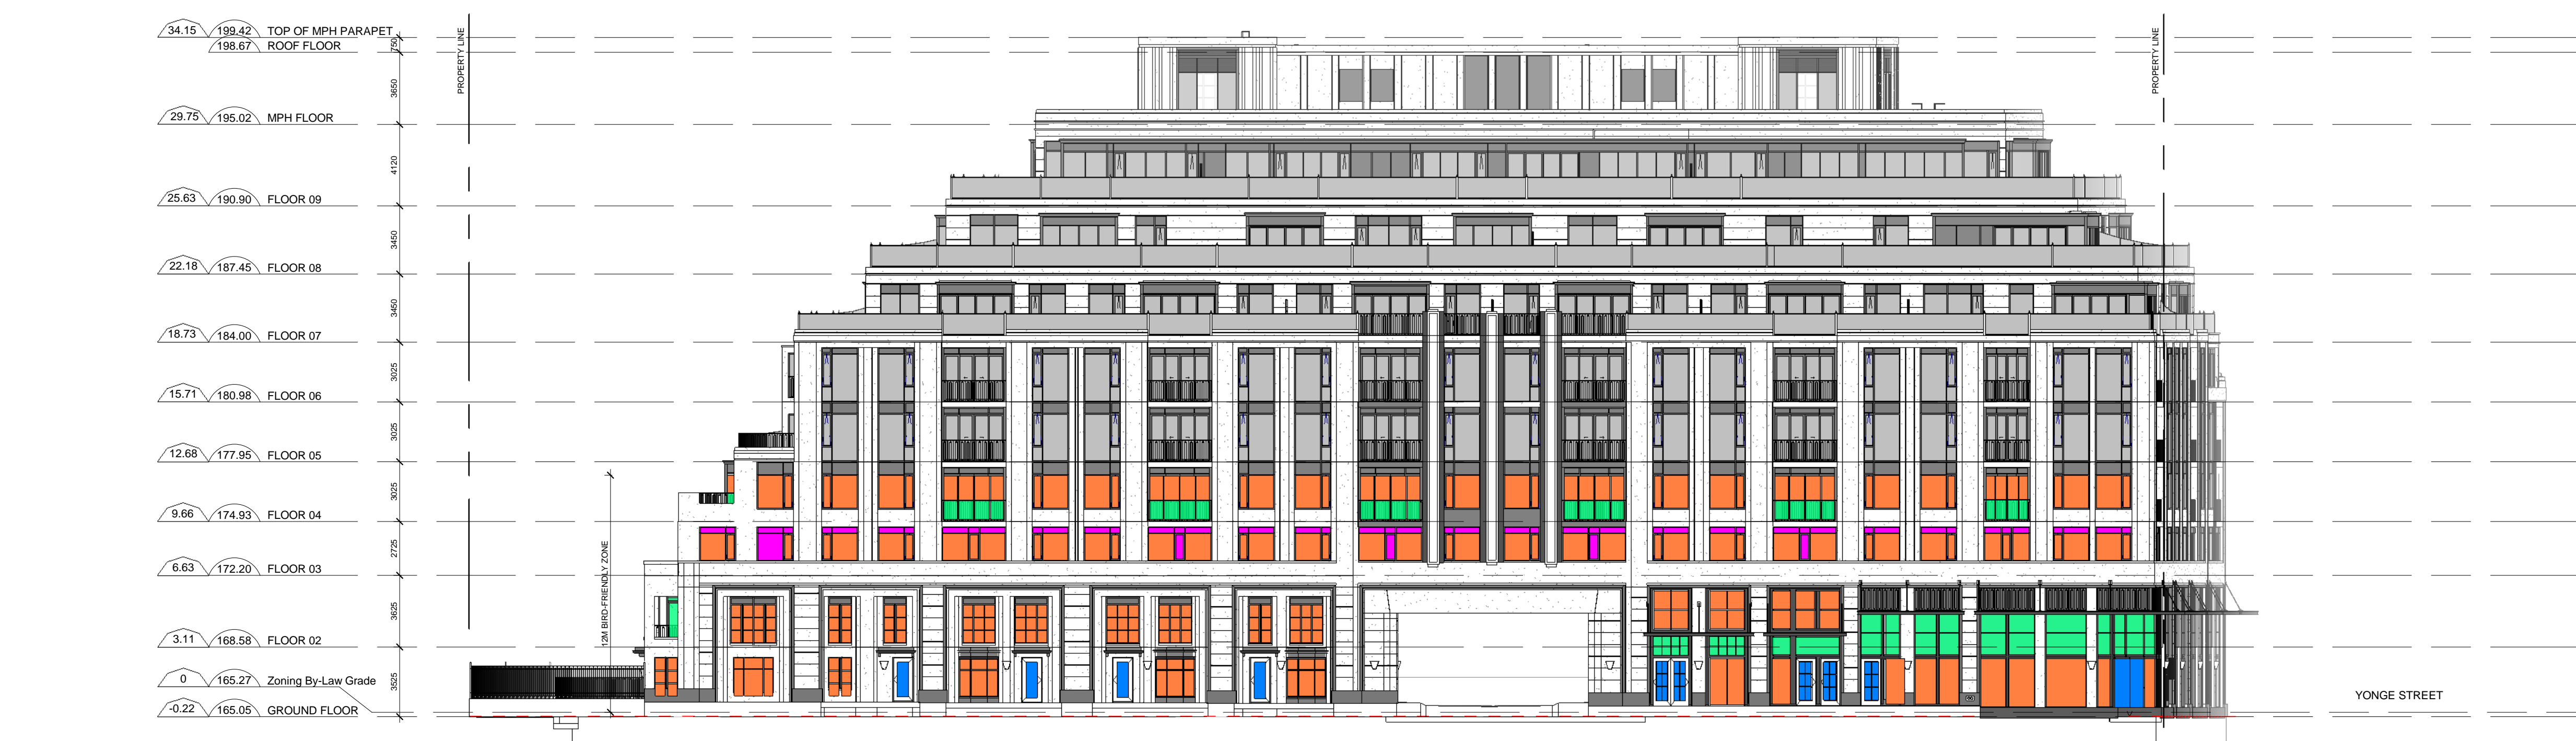 34.15 199.42 TOP OF MPH PARAPET
198.67 ROOF FLOOR
750
3650
29.75 195.02 MPH FLOOR
4120
25.63 190.90 FLOOR 09
3450
22.18 187.45 FLOOR 08
3450
18.73 184.00 FLOOR 07
3025
15.71 180.98 FLOOR 06
3025
12.68 177.95 FLOOR 05
3025
9.66 174.93 FLOOR 04
2725
6.63 172.20 FLOOR 03
3625
3.11 168.58 FLOOR 02
3525
0 165.27 Zoning By-Law Grade
-0.22 165.05 GROUND FLOOR
PROPERTY LINE
12M BIRD-FRIENDLY ZONE
PROPERTY LINE
YONGE STREET